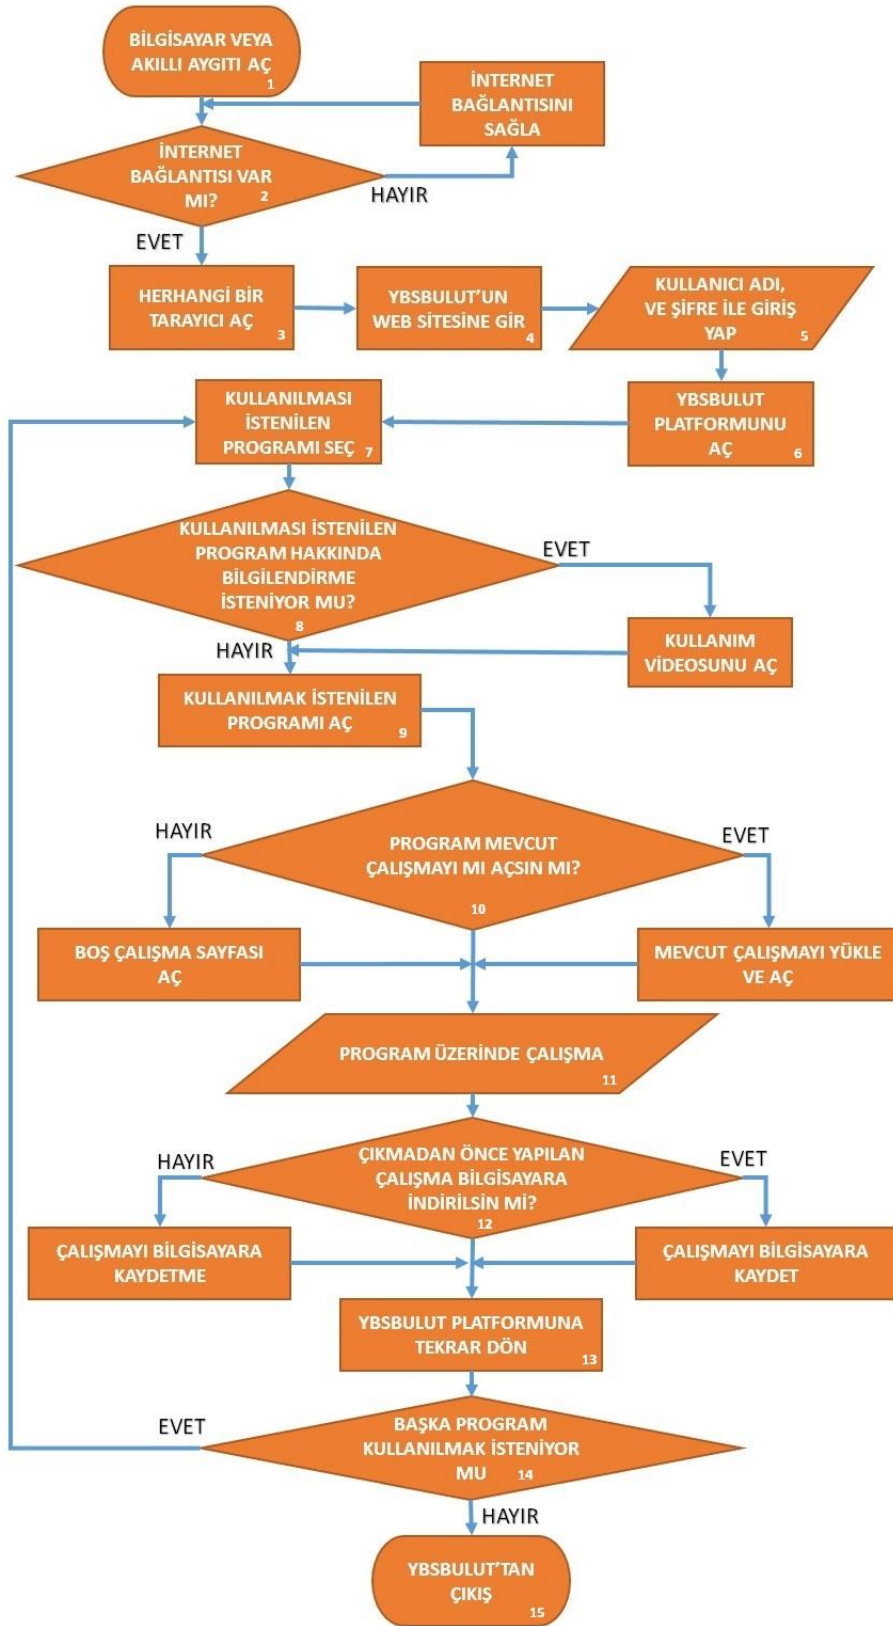 BİLGİSAYAR VEYA
AKILLI AYGITI AÇ
1
İNTERNET
BAĞLANTISINI
SAĞLA
İNTERNET
BAĞLANTISI VAR
MI?
2
HAYIR
EVET
HERHANGİ BİR
TARAYICI AÇ
3
YBSBULUT'UN
WEB SİTESİNE GİR
4
KULLANICI ADI,
VE ŞİFRE İLE GİRİŞ
YAP
5
YBSBULUT
PLATFORMUNU
AÇ
6
KULLANILMASI
İSTENİLEN
PROGRAMI SEÇ
7
KULLANILMASI İSTENİLEN
PROGRAM HAKKINDA
BİLGİLENDİRME
İSTENİYOR MU?
8
EVET
HAYIR
KULLANIM
VİDEOSUNU AÇ
KULLANILMAK İSTENİLEN
PROGRAMI AÇ
9
HAYIR
EVET
PROGRAM MEVCUT
ÇALIŞMAYI MI AÇSIN MI?
10
BOŞ ÇALIŞMA SAYFASI
AÇ
MEVCUT ÇALIŞMAYI YÜKLE
VE AÇ
PROGRAM ÜZERİNDE ÇALIŞMA
11
HAYIR
EVET
ÇIKMADAN ÖNCE YAPILAN
ÇALIŞMA BİLGİSAYARA
İNDİRİLSİN Mİ?
12
ÇALIŞMAYI BİLGİSAYARA
KAYDETME
ÇALIŞMAYI BİLGİSAYARA
KAYDET
YBSBULUT PLATFORMUNA
TEKRAR DÖN
13
EVET
BAŞKA PROGRAM
KULLANILMAK İSTENİYOR
MU
14
HAYIR
YBSBULUT'TAN
ÇIKIŞ
15